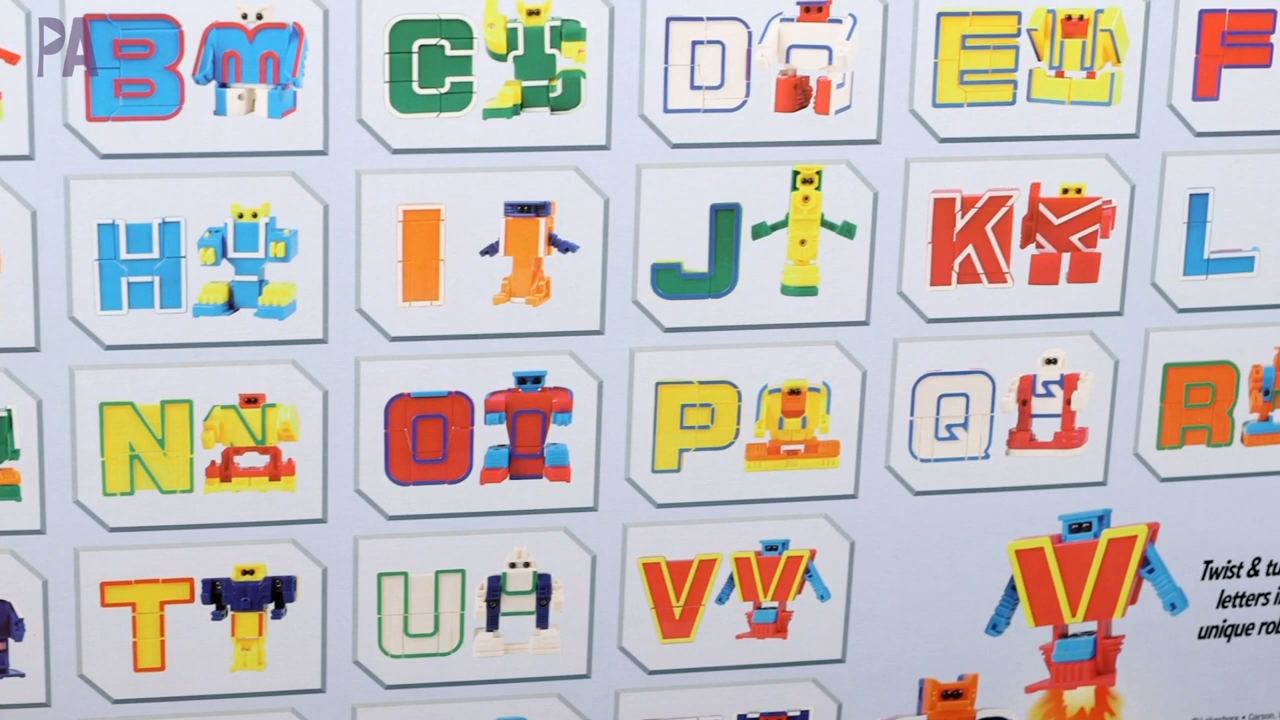 PA
B C D E F
H I J K L
N O P Q R
T U V V
Twist & tu
letters i
unique rob